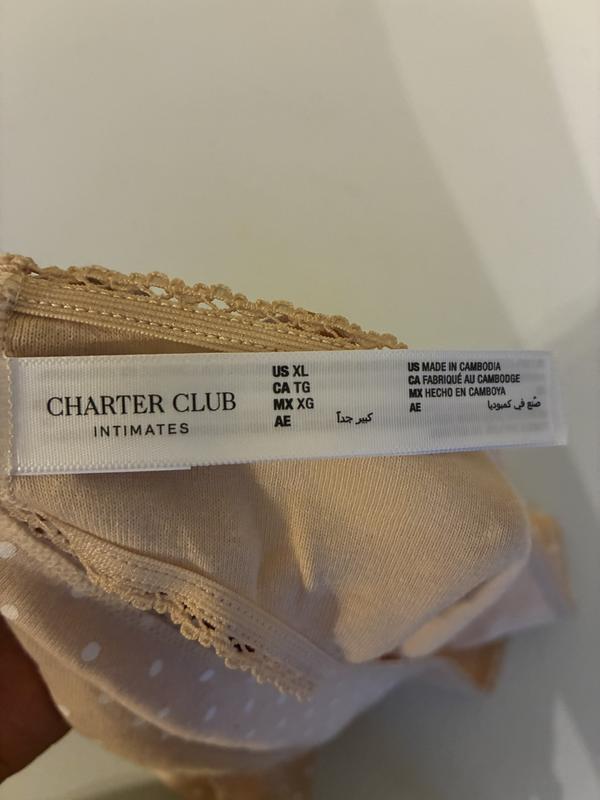 CHARTER CLUB
INTIMATES
US XL
CA TG
MX XG
AE كبير جداً
US MADE IN CAMBODIA
CA FABRIQUÉ AU CAMBODGE
MX HECHO EN CAMBOYA
AE صُنع في كمبوديا